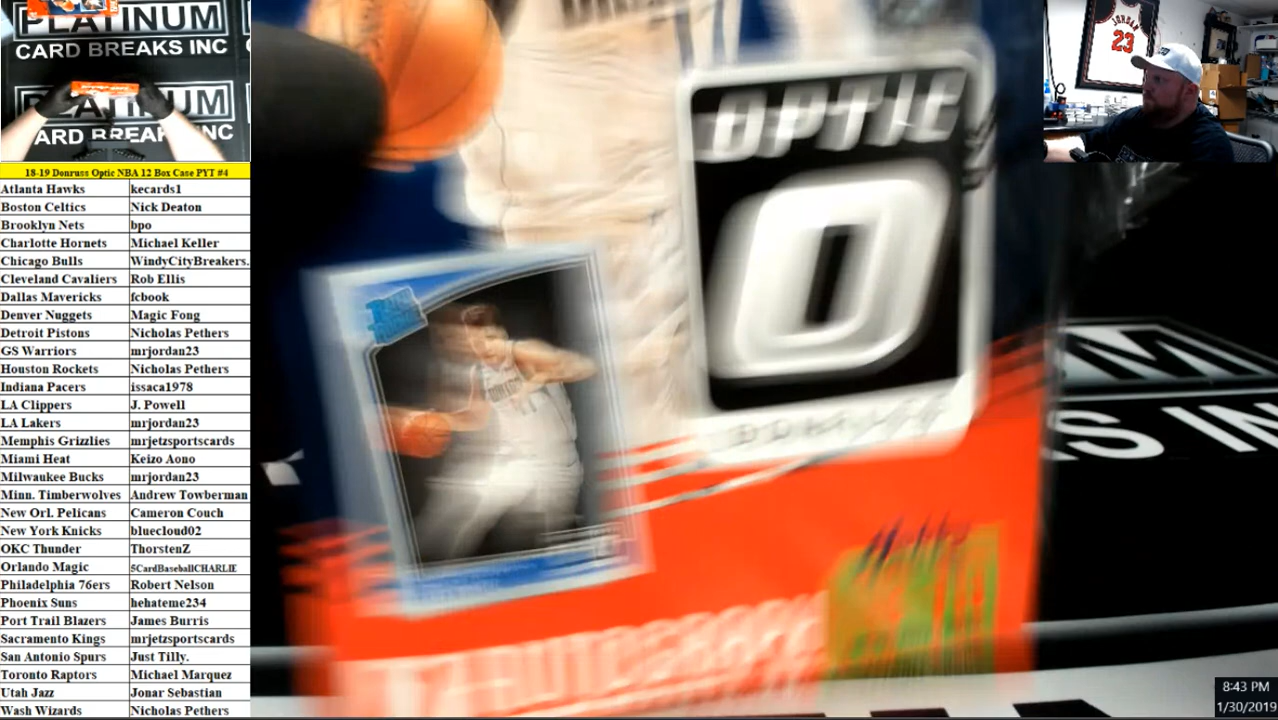 PLATINUM
CARD BREAKS INC
PLATINUM
CARD BREAKS INC
18-19 Donruss Optic NBA 12 Box Case PYT #4
Atlanta Hawks kecards1
Boston Celtics Nick Deaton
Brooklyn Nets bpo
Charlotte Hornets Michael Keller
Chicago Bulls WindyCityBreakers.
Cleveland Cavaliers Rob Ellis
Dallas Mavericks fcbook
Denver Nuggets Magic Fong
Detroit Pistons Nicholas Pethers
GS Warriors mrjordan23
Houston Rockets Nicholas Pethers
Indiana Pacers issaca1978
LA Clippers J. Powell
LA Lakers mrjordan23
Memphis Grizzlies mrjetzsportscards
Miami Heat Keizo Aono
Milwaukee Bucks mrjordan23
Minn. Timberwolves Andrew Towberman
New Orl. Pelicans Cameron Couch
New York Knicks bluecloud02
OKC Thunder ThorstenZ
Orlando Magic 5CardBaseballCHARLIE
Philadelphia 76ers Robert Nelson
Phoenix Suns hehateme234
Port Trail Blazers James Burris
Sacramento Kings mrjetzsportscards
San Antonio Spurs Just Tilly.
Toronto Raptors Michael Marquez
Utah Jazz Jonar Sebastian
Wash Wizards Nicholas Pethers
OPTIC
O
DONRUSS
Hobby
1 AUTOGRAPH
JORDAN
23
M
S IN
8:43 PM
1/30/2019